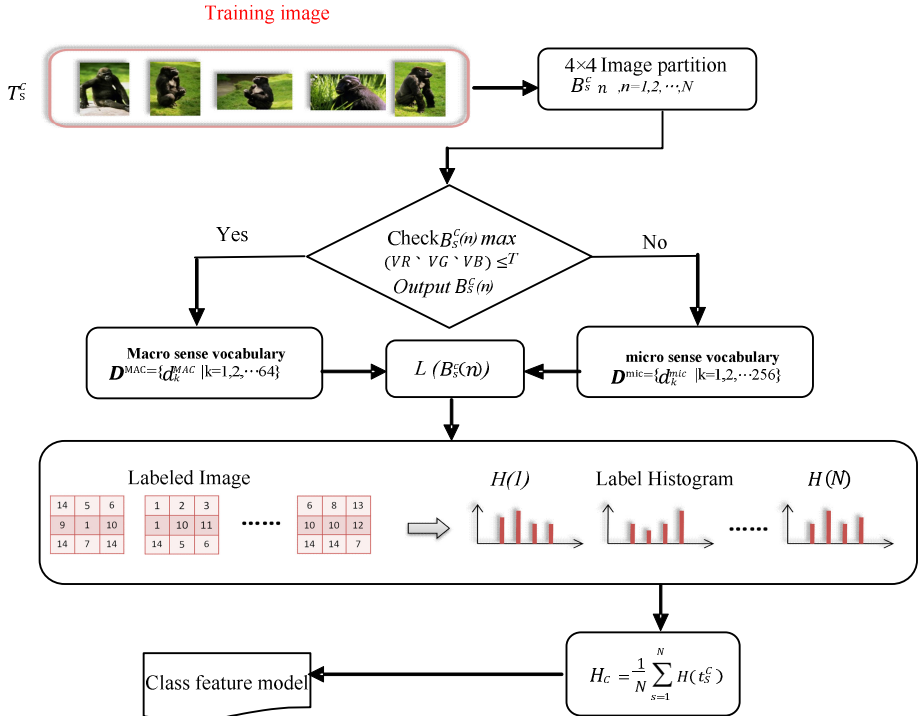 Training image
T_s^c
4×4 Image partition
B_s^c n ,n=1,2,⋯,N
Check B_s^c(n) max
(VR、VG、VB) ≤T
Output B_s^c(n)
Yes
No
Macro sense vocabulary
D^MAC={d_k^MAC |k=1,2,⋯64}
L (B_s^c(n))
micro sense vocabulary
D^mic={d_k^mic |k=1,2,⋯256}
Labeled Image
H(1)
Label Histogram
H(N)
14 5 6
9 1 10
14 7 14
1 2 3
1 10 11
14 5 6
······
6 8 13
10 10 12
14 14 7
······
H_C = 1/N ∑_{s=1}^{N} H(t_s^C)
Class feature model